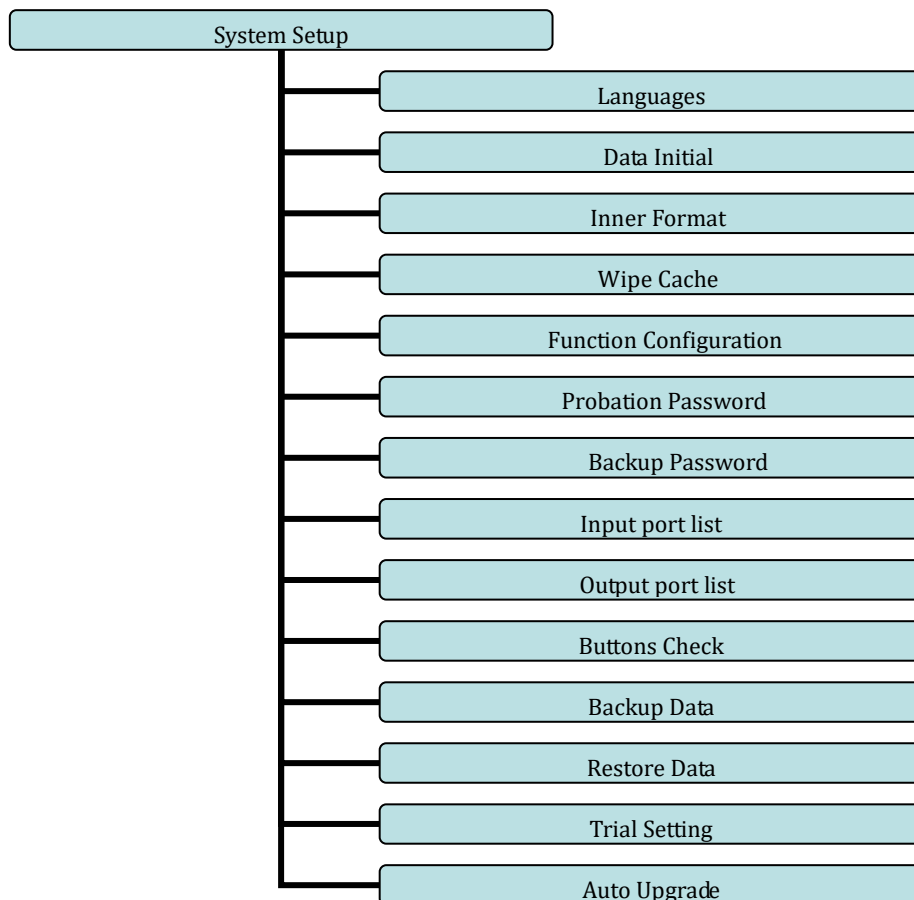 System Setup
Languages
Data Initial
Inner Format
Wipe Cache
Function Configuration
Probation Password
Backup Password
Input port list
Output port list
Buttons Check
Backup Data
Restore Data
Trial Setting
Auto Upgrade